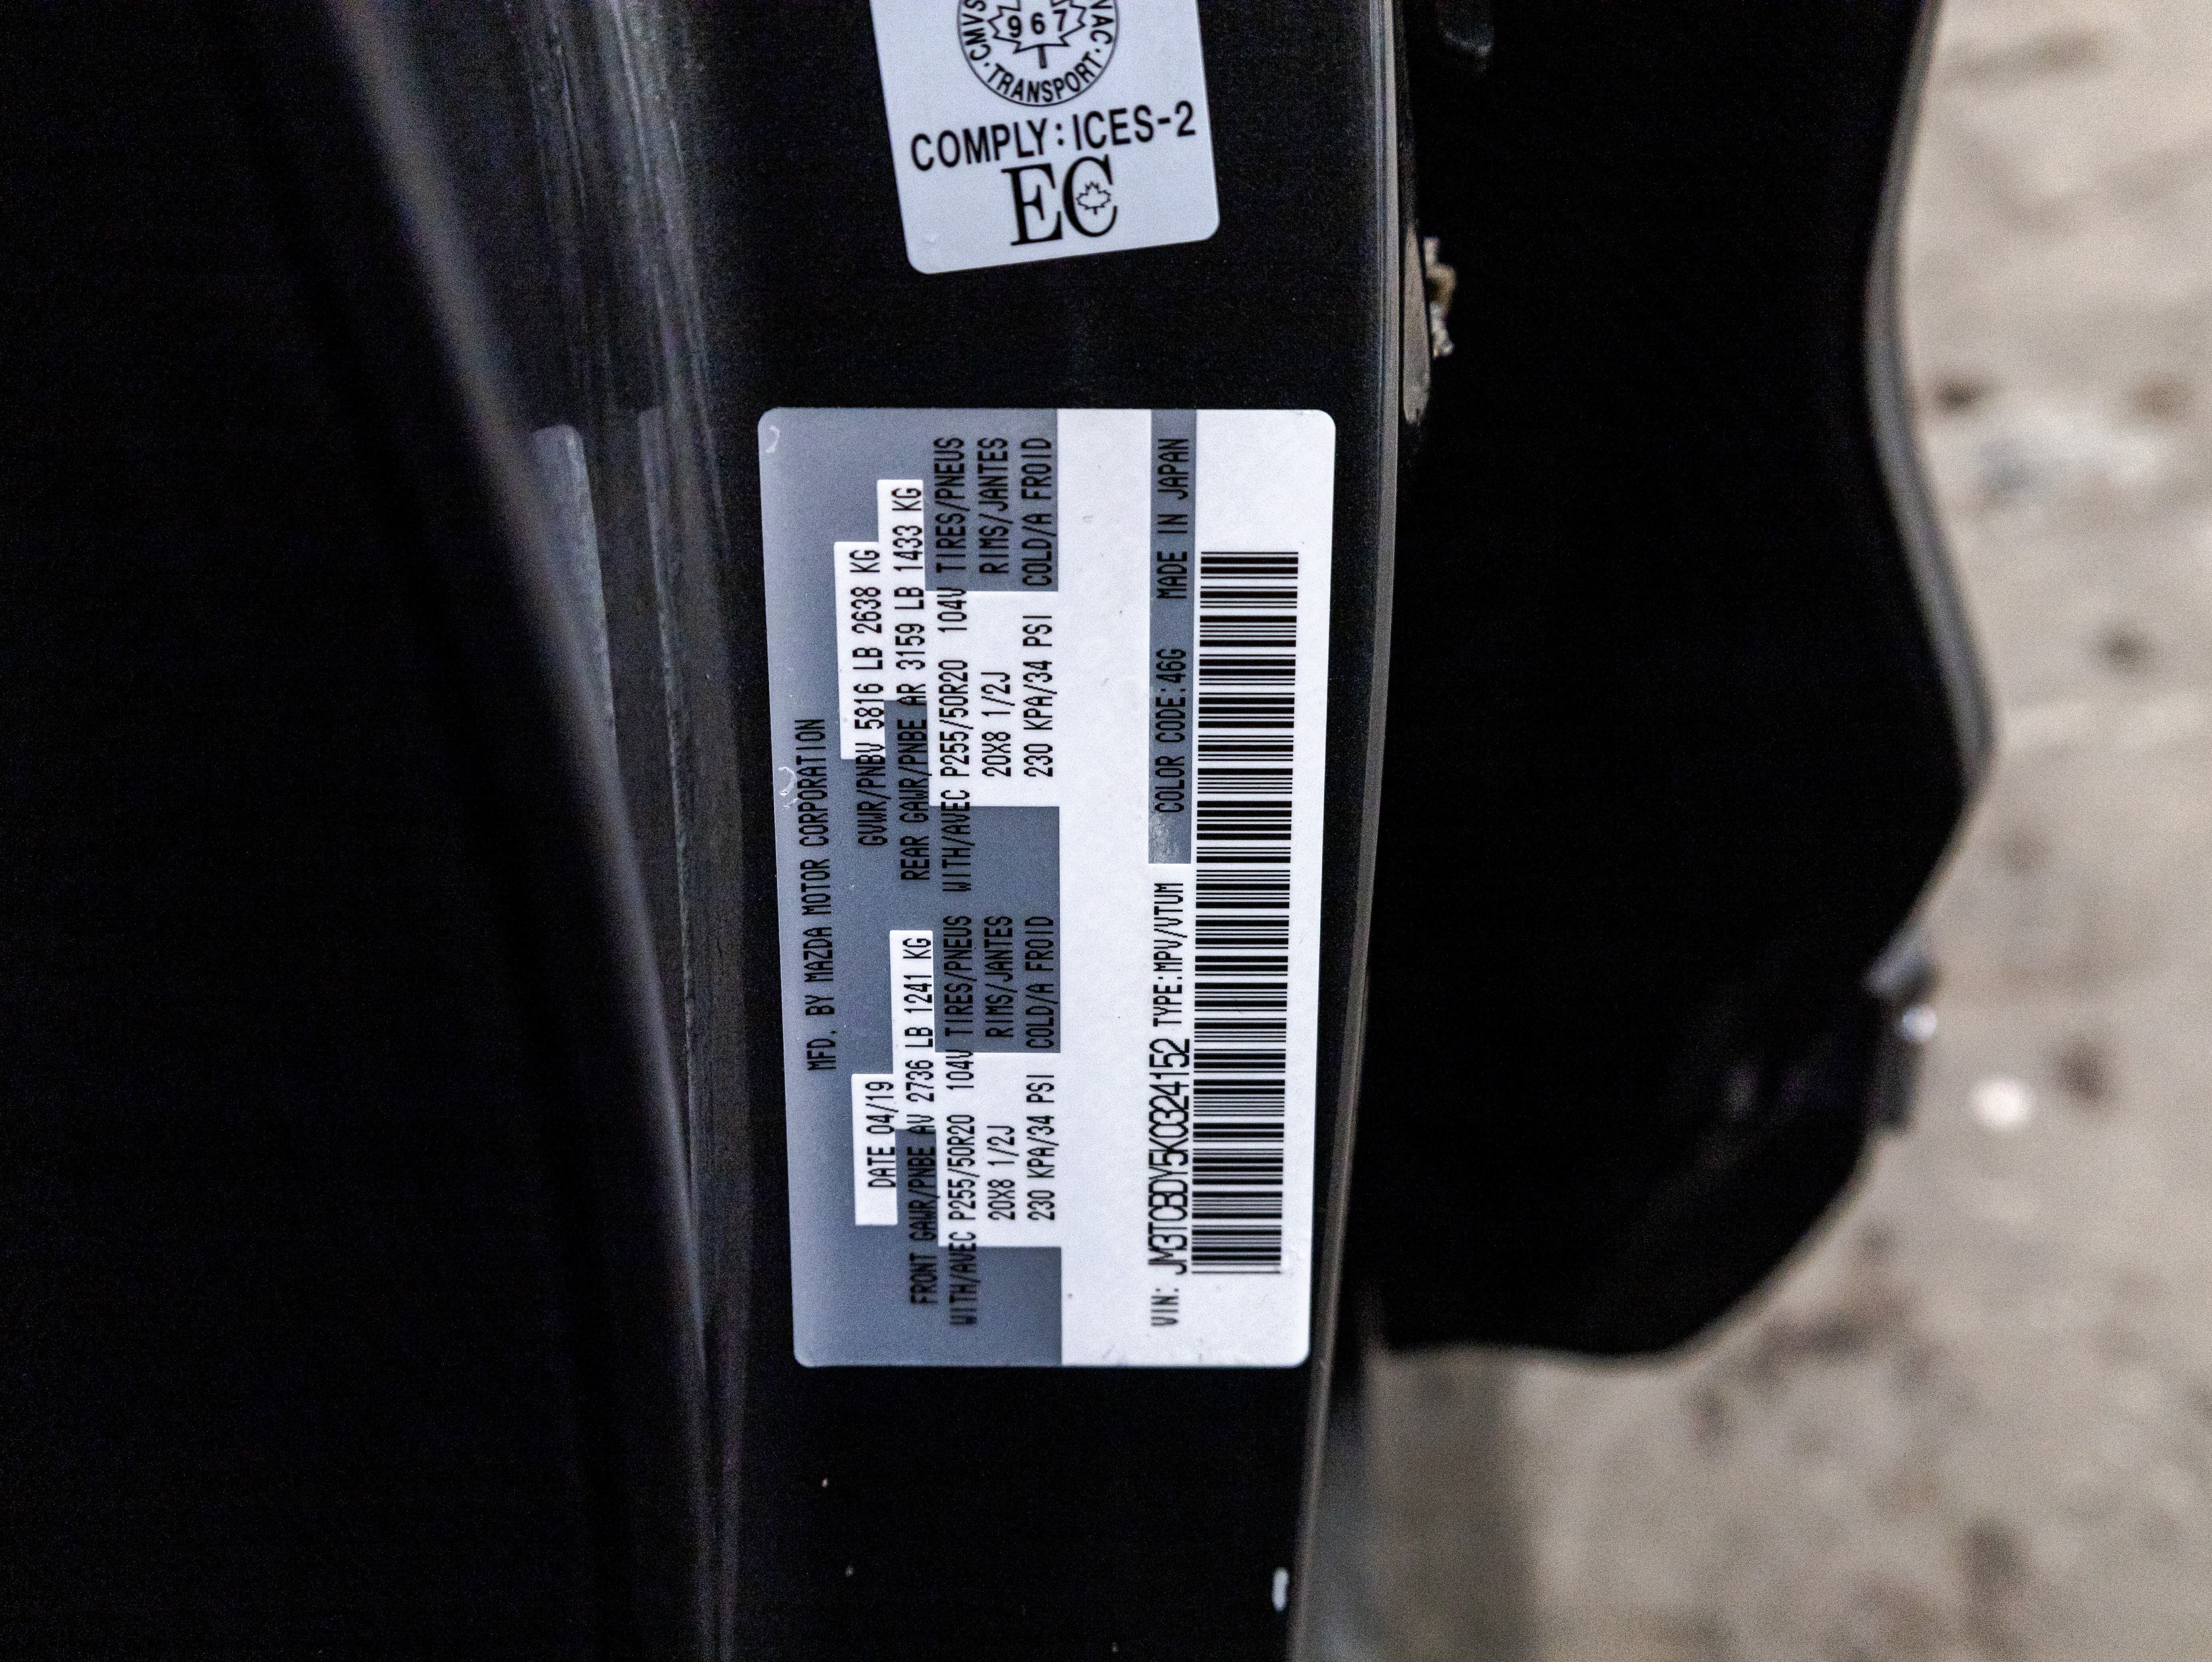 967
CMVS · TRANSPORT · VAC
COMPLY: ICES-2
EC
MFD. BY MAZDA MOTOR CORPORATION
DATE 04/19 GVWR/PNBV 5816 LB 2638 KG
FRONT GAWR/PNBE AV 2736 LB 1241 KG REAR GAWR/PNBE AR 3159 LB 1433 KG
WITH/AVEC P255/50R20 104V TIRES/PNEUS WITH/AVEC P255/50R20 104V TIRES/PNEUS
20X8 1/2J RIMS/JANTES 20X8 1/2J RIMS/JANTES
230 KPA/34 PSI COLD/A FROID 230 KPA/34 PSI COLD/A FROID
VIN: JM3TCBDY5K0324152 TYPE:MPV/VTUM COLOR CODE:46G MADE IN JAPAN